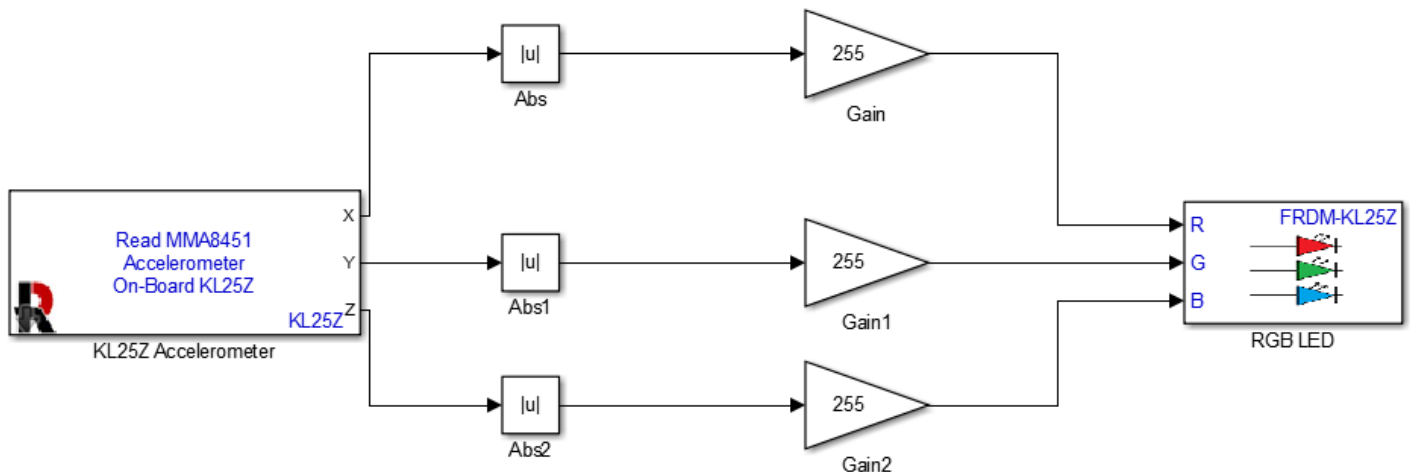 |u|
Abs
255
Gain
X
Read MMA8451
Accelerometer
On-Board KL25Z
Y
KL25Z
Z
KL25Z Accelerometer
|u|
Abs1
255
Gain1
FRDM-KL25Z
R
G
B
RGB LED
|u|
Abs2
255
Gain2